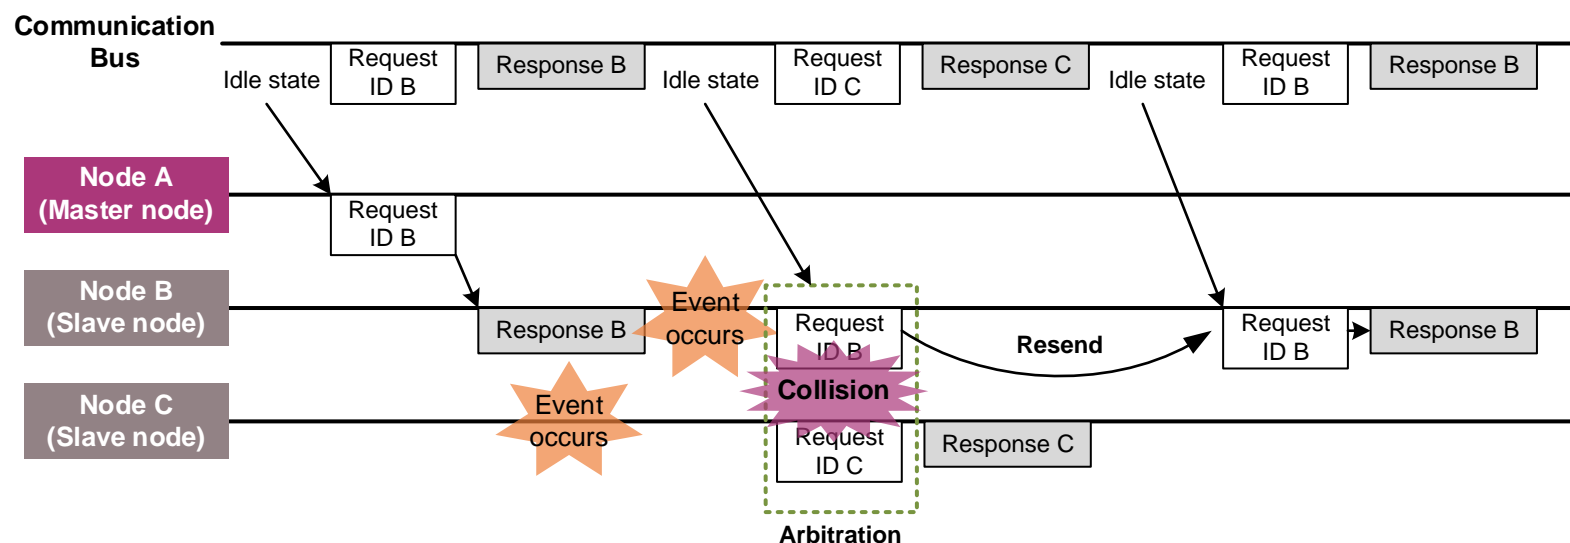 Communication
Bus
Idle state
Request
ID B
Response B
Idle state
Request
ID C
Response C
Idle state
Request
ID B
Response B
Node A
(Master node)
Request
ID B
Node B
(Slave node)
Response B
Event
occurs
Request
ID B
Resend
Request
ID B
Response B
Collision
Node C
(Slave node)
Event
occurs
Request
ID C
Response C
Arbitration